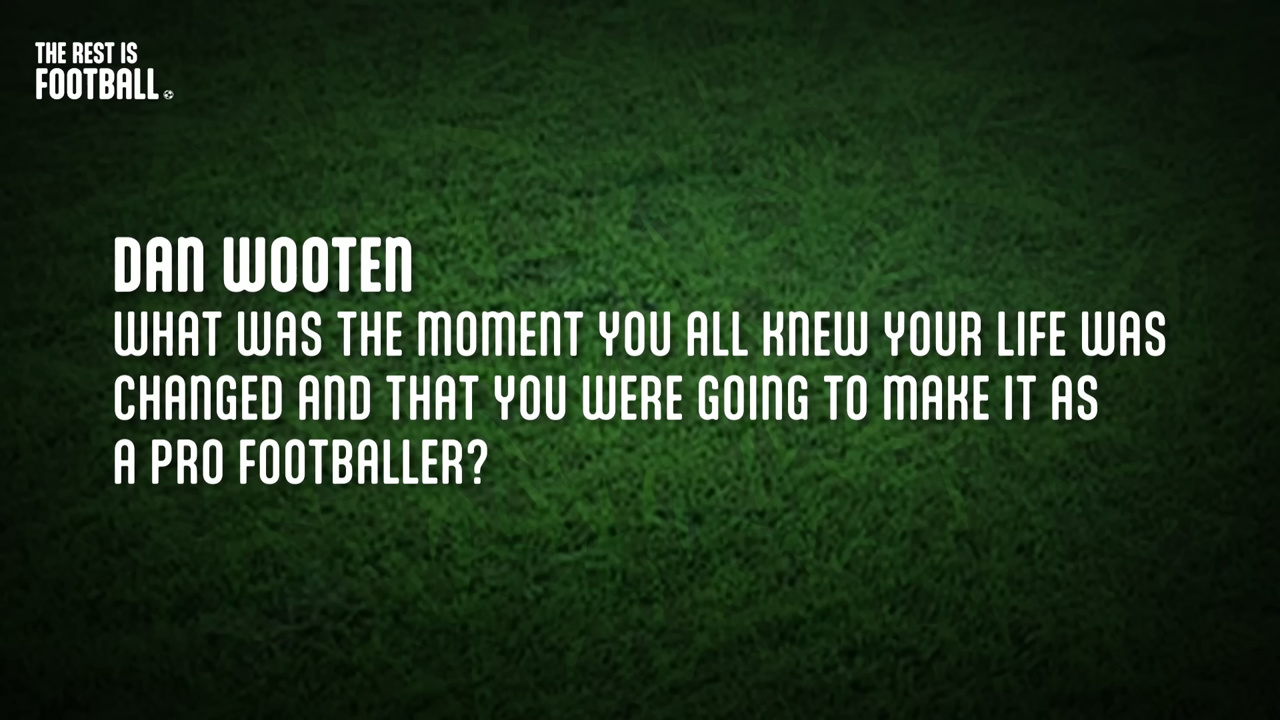 THE REST IS
FOOTBALL
DAN WOOTEN
WHAT WAS THE MOMENT YOU ALL KNEW YOUR LIFE WAS
CHANGED AND THAT YOU WERE GOING TO MAKE IT AS
A PRO FOOTBALLER?